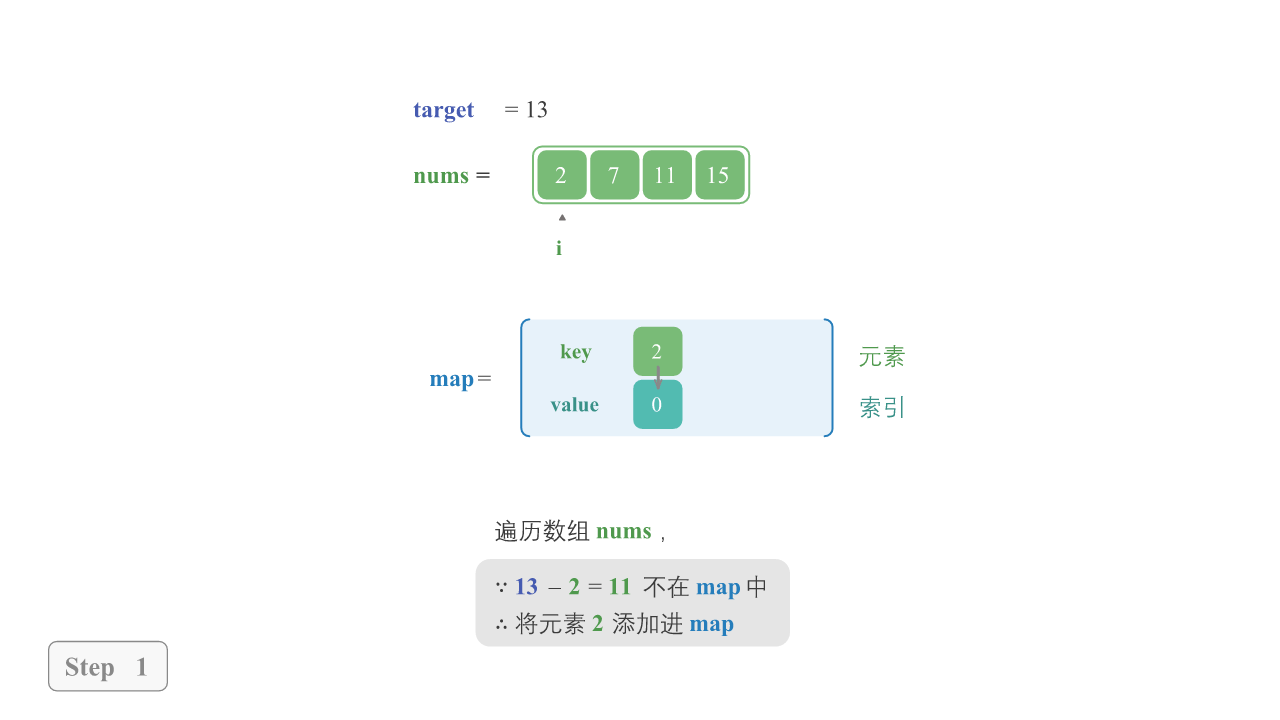 target = 13
nums = 2 7 11 15
i
key 2 元素
map =
value 0 索引
遍历数组 nums ，
∵ 13 – 2 = 11 不在 map 中
∴ 将元素 2 添加进 map
Step 1